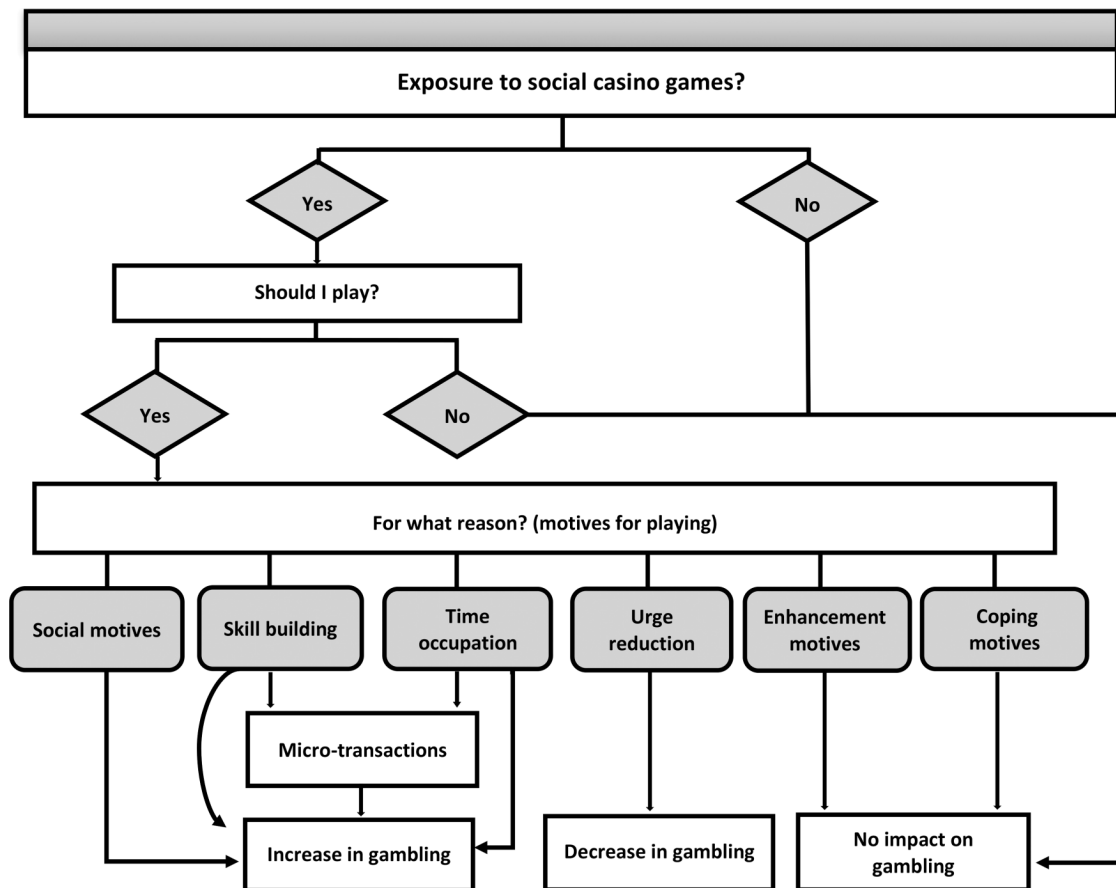 Exposure to social casino games?
Yes
No
Should I play?
Yes
No
For what reason? (motives for playing)
Social motives
Skill building
Time
occupation
Urge
reduction
Enhancement
motives
Coping
motives
Micro-transactions
Increase in gambling
Decrease in gambling
No impact on
gambling